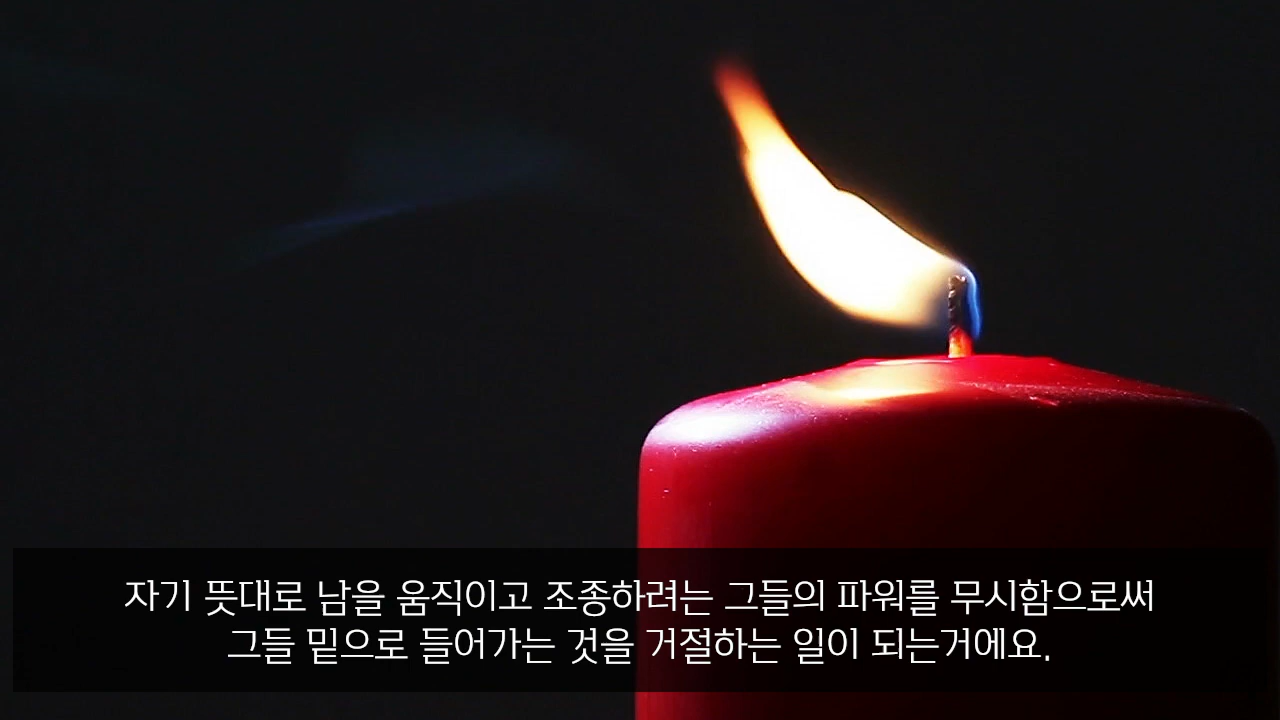 자기 뜻대로 남을 움직이고 조종하려는 그들의 파워를 무시함으로써
그들 밑으로 들어가는 것을 거절하는 일이 되는거에요.